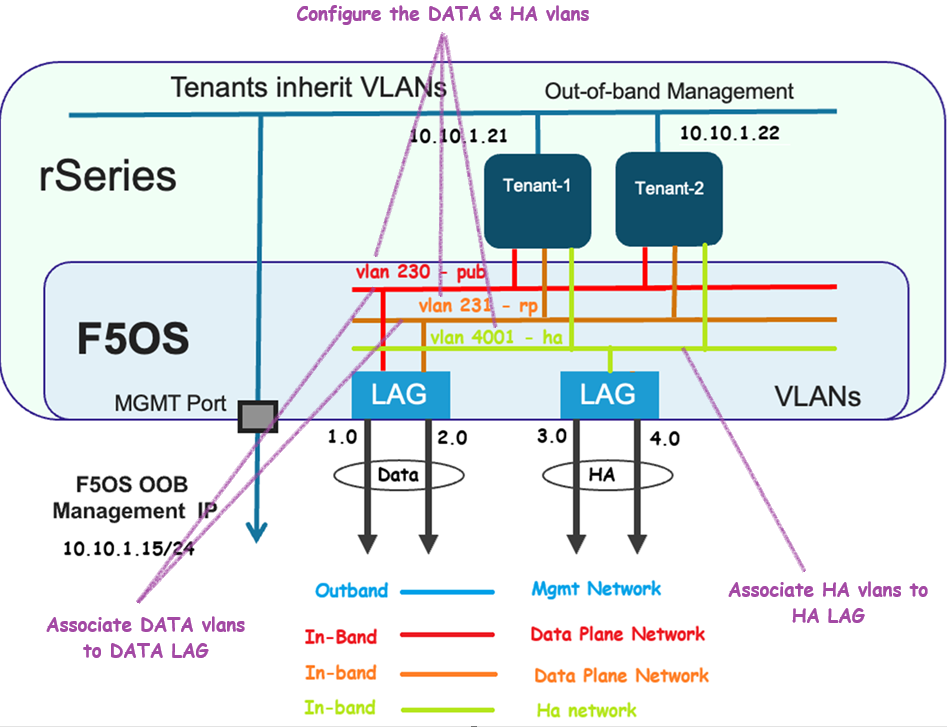 Configure the DATA & HA vlans
Tenants inherit VLANs
Out-of-band Management
10.10.1.21
10.10.1.22
rSeries
Tenant-1
Tenant-2
vlan 230 - pub
vlan 231 - rp
vlan 4001 - ha
F5OS
LAG
LAG
VLANs
MGMT Port
1.0
2.0
3.0
4.0
Data
HA
F5OS OOB
Management IP
10.10.1.15/24
Associate DATA vlans
to DATA LAG
Associate HA vlans to
HA LAG
Outband
Mgmt Network
In-Band
Data Plane Network
In-band
Data Plane Network
In-band
Ha network